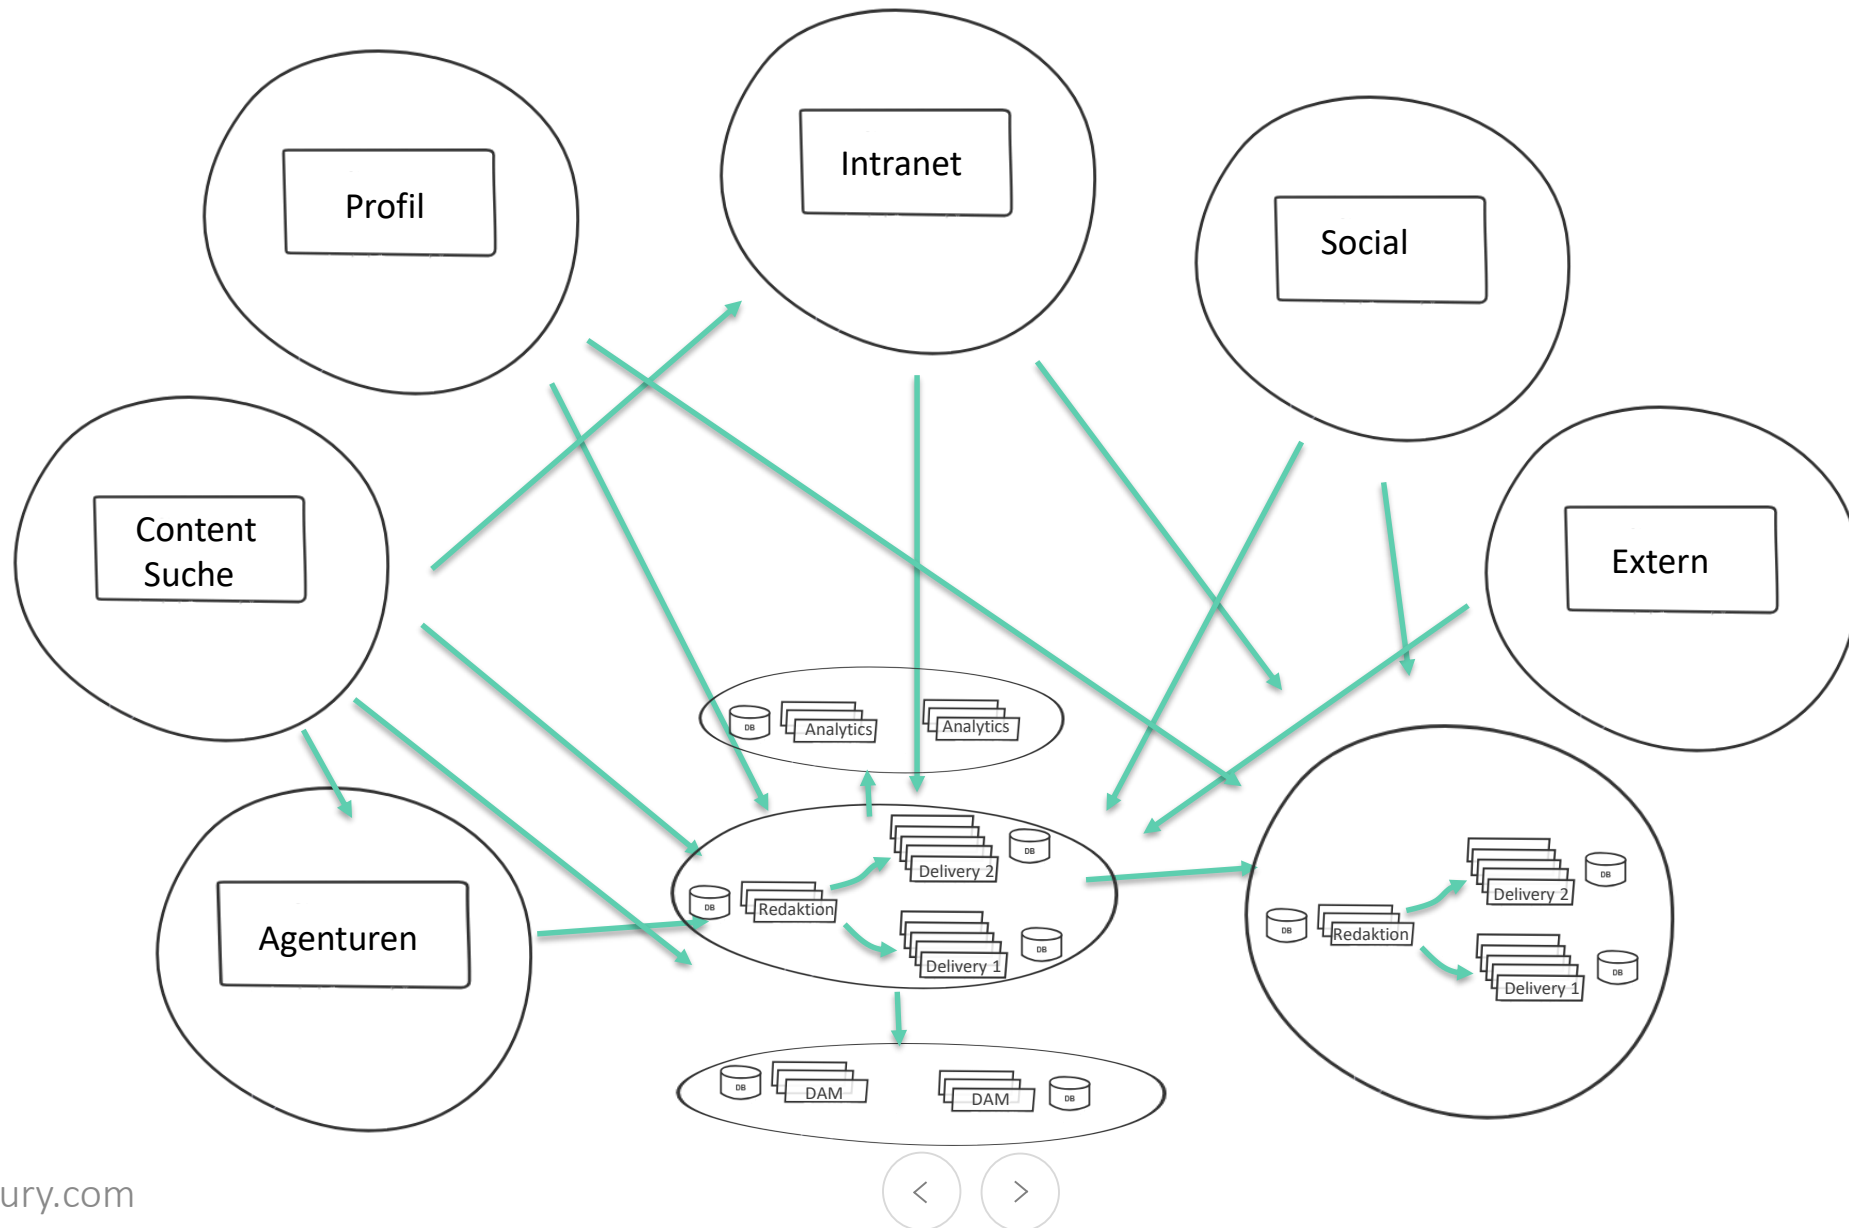 Profil
Intranet
Social
Content
Suche
Extern
Agenturen
DB
Analytics
Analytics
Delivery 2
DB
DB
Redaktion
Delivery 1
DB
DB
DAM
DAM
DB
Delivery 2
DB
DB
Redaktion
Delivery 1
DB
ury.com